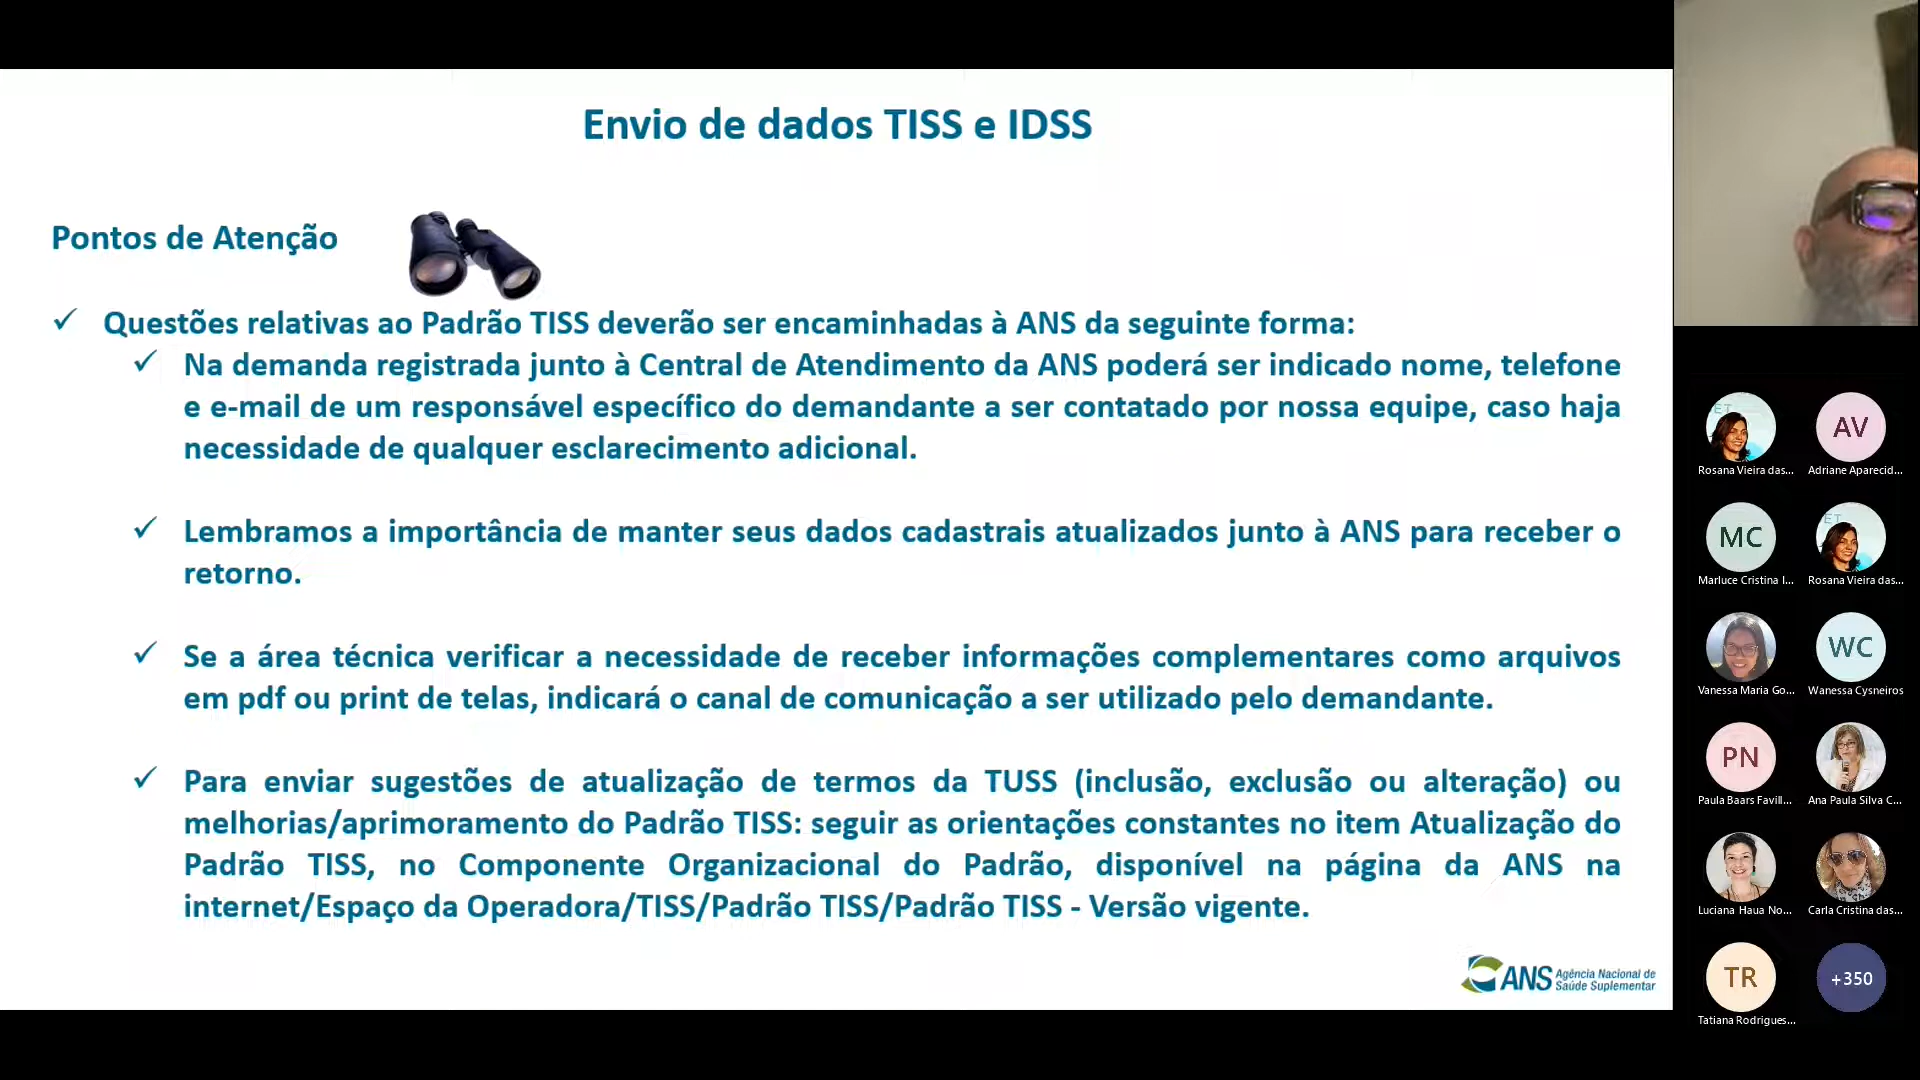 Envio de dados TISS e IDSS
Pontos de Atenção
✓ Questões relativas ao Padrão TISS deverão ser encaminhadas à ANS da seguinte forma:
✓ Na demanda registrada junto à Central de Atendimento da ANS poderá ser indicado nome, telefone
e e-mail de um responsável específico do demandante a ser contatado por nossa equipe, caso haja
necessidade de qualquer esclarecimento adicional.
✓ Lembramos a importância de manter seus dados cadastrais atualizados junto à ANS para receber o
retorno.
✓ Se a área técnica verificar a necessidade de receber informações complementares como arquivos
em pdf ou print de telas, indicará o canal de comunicação a ser utilizado pelo demandante.
✓ Para enviar sugestões de atualização de termos da TUSS (inclusão, exclusão ou alteração) ou
melhorias/aprimoramento do Padrão TISS: seguir as orientações constantes no item Atualização do
Padrão TISS, no Componente Organizacional do Padrão, disponível na página da ANS na
internet/Espaço da Operadora/TISS/Padrão TISS/Padrão TISS - Versão vigente.
ANS Agência Nacional de
Saúde Suplementar
ET
AV
Rosana Vieira das...
Adriane Aparecid...
MC
ET
Marluce Cristina I...
Rosana Vieira das...
WC
Vanessa Maria Go...
Wanessa Cysneiros
PN
Paula Baars Favill...
Ana Paula Silva C...
Luciana Haua No...
Carla Cristina das...
TR
+350
Tatiana Rodrigues...